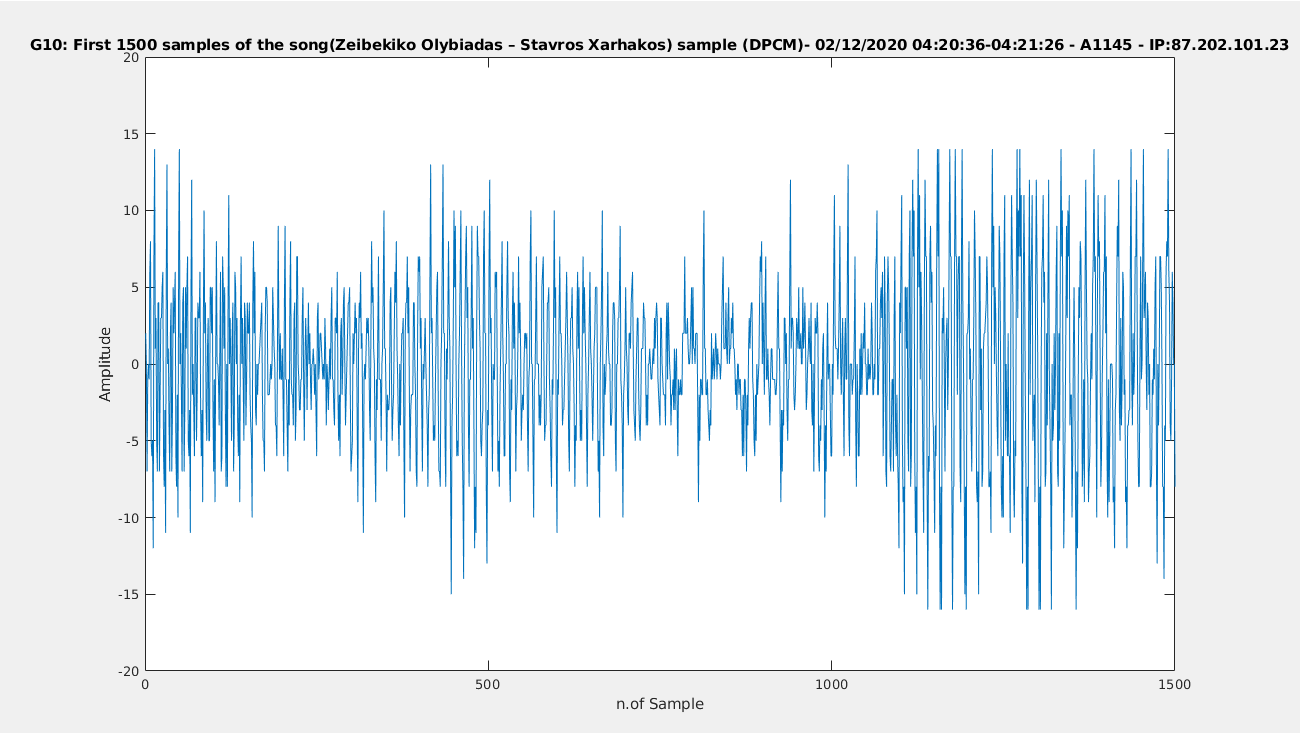 G10: First 1500 samples of the song(Zeibekiko Olybiadas – Stavros Xarhakos) sample (DPCM)- 02/12/2020 04:20:36-04:21:26 - A1145 - IP:87.202.101.23
20
15
10
5
0
-5
-10
-15
-20
Amplitude
0 500 1000 1500
n.of Sample